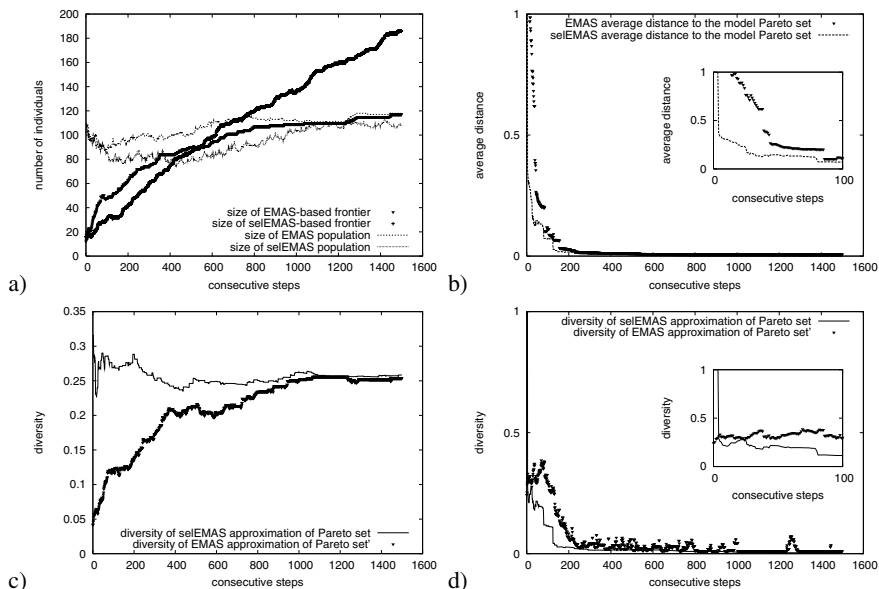 a)
200
180
160
140
120
100
80
60
40
20
0
number of individuals
size of EMAS-based frontier
size of selEMAS-based frontier
size of EMAS population
size of selEMAS population
0 200 400 600 800 1000 1200 1400 1600
consecutive steps
b)
1
0.5
0
average distance
EMAS average distance to the model Pareto set
selEMAS average distance to the model Pareto set
1
0.5
0
average distance
0 100
consecutive steps
0 200 400 600 800 1000 1200 1400 1600
consecutive steps
c)
0.35
0.3
0.25
0.2
0.15
0.1
0.05
0
diversity
diversity of selEMAS approximation of Pareto set
diversity of EMAS approximation of Pareto set'
0 200 400 600 800 1000 1200 1400 1600
consecutive steps
d)
1
0.5
0
diversity
diversity of selEMAS approximation of Pareto set
diversity of EMAS approximation of Pareto set'
1
0.5
0
diversity
0 100
consecutive steps
0 200 400 600 800 1000 1200 1400 1600
consecutive steps